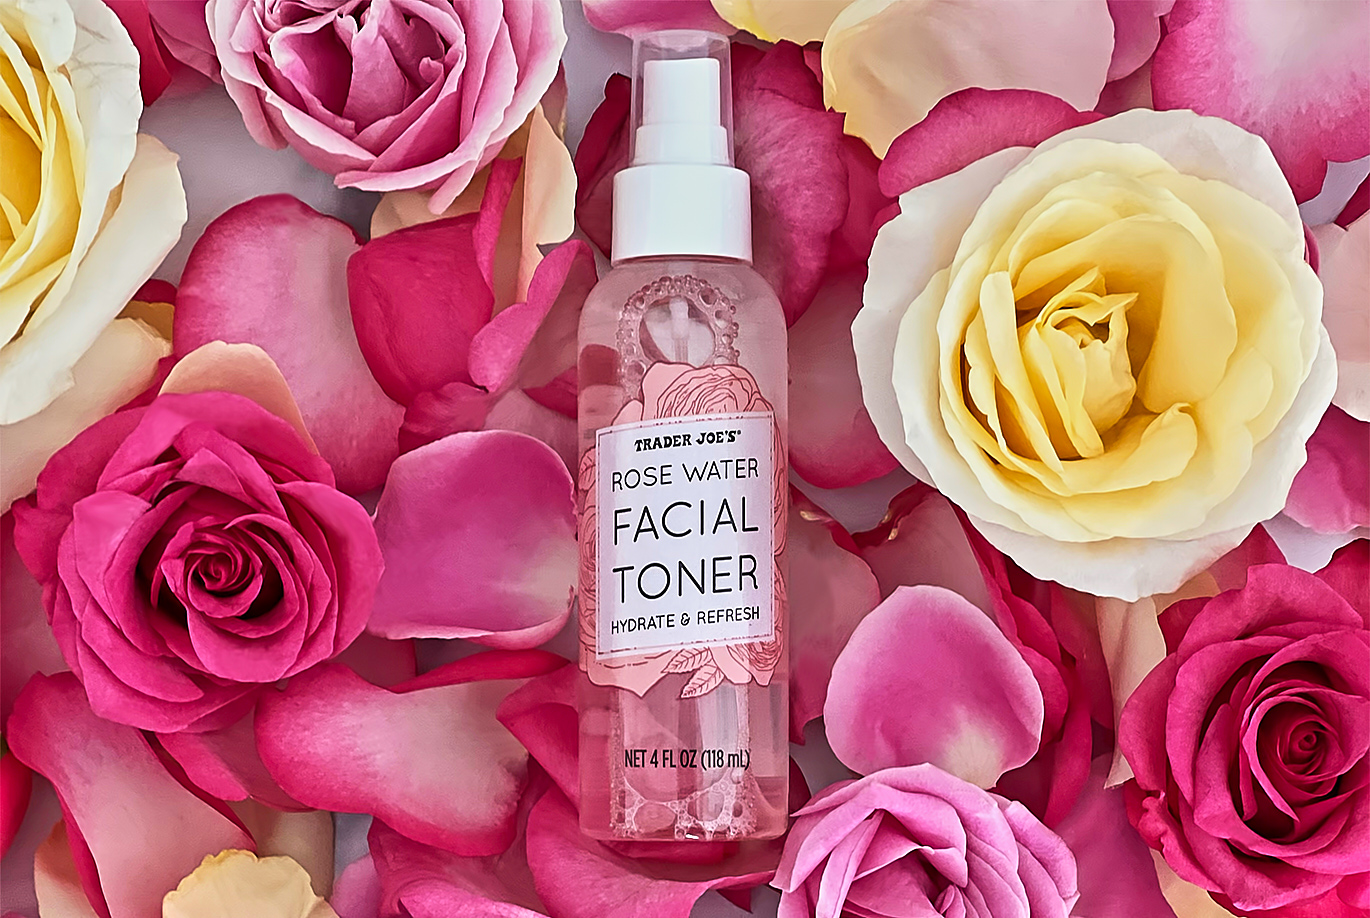 TRADER JOE'S®
ROSE WATER
FACIAL
TONER
HYDRATE & REFRESH
NET 4 FL OZ (118 mL)